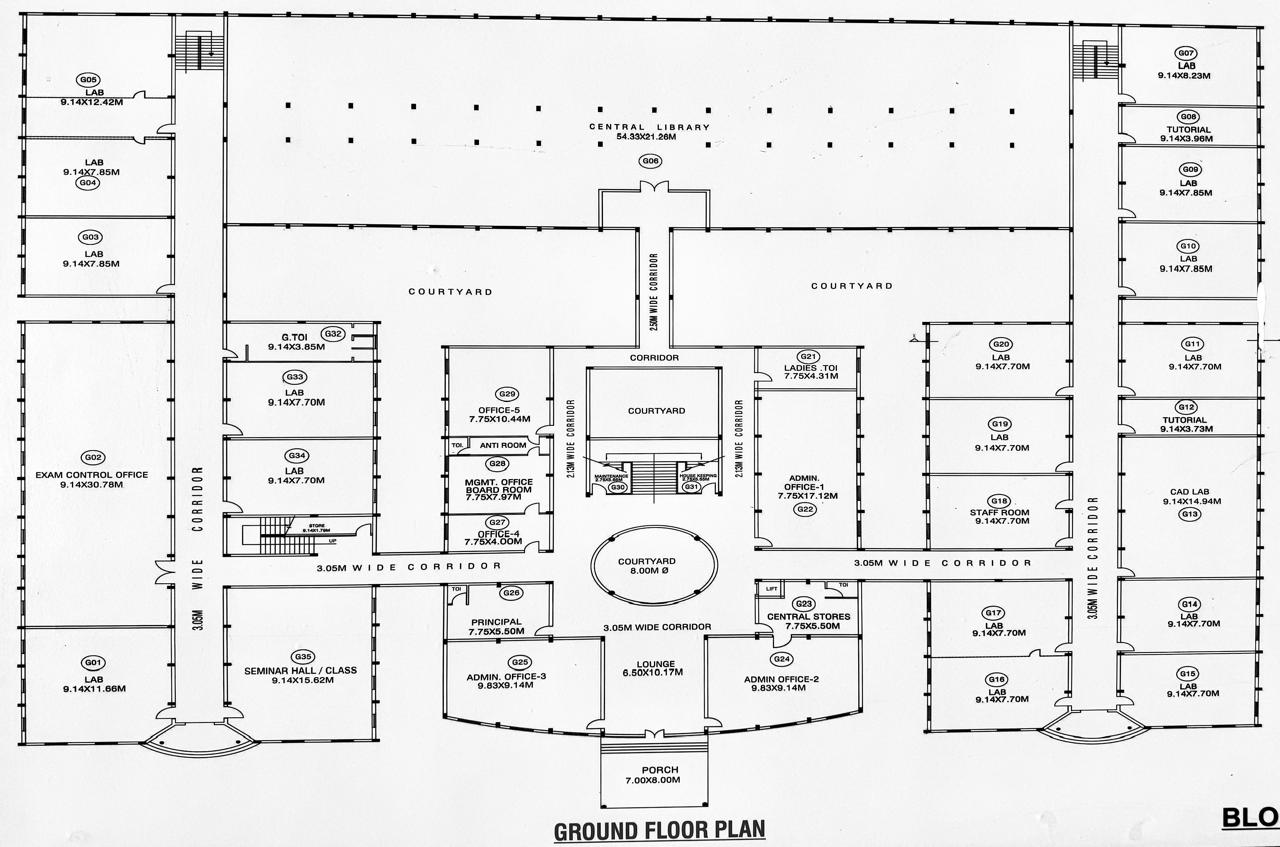 G05
LAB
9.14X12.42M
LAB
9.14X7.85M
G04
G03
LAB
9.14X7.85M
CENTRAL LIBRARY
54.33X21.26M
G06
G07
LAB
9.14X8.23M
G08
TUTORIAL
9.14X3.96M
G09
LAB
9.14X7.85M
G10
LAB
9.14X7.85M
COURTYARD
2.50M WIDE CORRIDOR
COURTYARD
G02
EXAM CONTROL OFFICE
9.14X30.78M
G01
LAB
9.14X11.66M
3.05M WIDE CORRIDOR
G.TOI
G32
9.14X3.85M
G33
LAB
9.14X7.70M
G34
LAB
9.14X7.70M
STORE
9.14X1.79M
UP
3.05M WIDE CORRIDOR
G35
SEMINAR HALL / CLASS
9.14X15.62M
G29
OFFICE-5
7.75X10.44M
TOI.
ANTI ROOM
G28
MGMT. OFFICE
BOARD ROOM
7.75X7.97M
G27
OFFICE-4
7.75X4.00M
TOI
G26
PRINCIPAL
7.75X5.50M
G25
ADMIN. OFFICE-3
9.83X9.14M
CORRIDOR
COURTYARD
2.13M WIDE CORRIDOR
2.13M WIDE CORRIDOR
MAINTENANCE
G30
HOUSE KEEPING
G31
COURTYARD
8.00M Ø
3.05M WIDE CORRIDOR
LOUNGE
6.50X10.17M
PORCH
7.00X8.00M
G21
LADIES .TOI
7.75X4.31M
ADMIN.
OFFICE-1
7.75X17.12M
G22
3.05M WIDE CORRIDOR
LIFT
TOI
G23
CENTRAL STORES
7.75X5.50M
G24
ADMIN OFFICE-2
9.83X9.14M
G20
LAB
9.14X7.70M
G19
LAB
9.14X7.70M
G18
STAFF ROOM
9.14X7.70M
G17
LAB
9.14X7.70M
G16
LAB
9.14X7.70M
3.05M WIDE CORRIDOR
G11
LAB
9.14X7.70M
G12
TUTORIAL
9.14X3.73M
CAD LAB
9.14X14.94M
G13
G14
LAB
9.14X7.70M
G15
LAB
9.14X7.70M
GROUND FLOOR PLAN
BLO